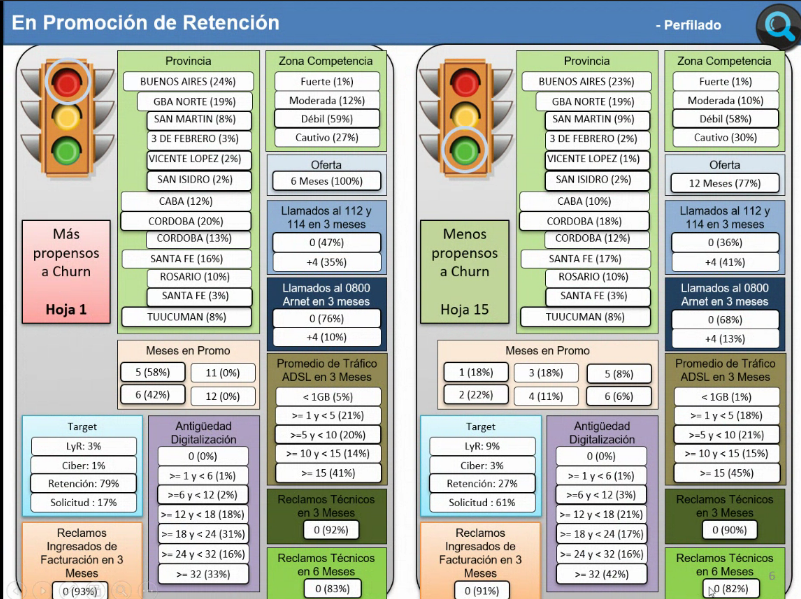 En Promoción de Retención
- Perfilado
Más
propensos
a Churn
Hoja 1
Provincia
BUENOS AIRES (24%)
GBA NORTE (19%)
SAN MARTIN (8%)
3 DE FEBRERO (3%)
VICENTE LOPEZ (2%)
SAN ISIDRO (2%)
CABA (12%)
CORDOBA (20%)
CORDOBA (13%)
SANTA FE (16%)
ROSARIO (10%)
SANTA FE (3%)
TUUCUMAN (8%)
Zona Competencia
Fuerte (1%)
Moderada (12%)
Débil (59%)
Cautivo (27%)
Oferta
6 Meses (100%)
Llamados al 112 y
114 en 3 meses
0 (47%)
+4 (35%)
Llamados al 0800
Arnet en 3 meses
0 (76%)
+4 (10%)
Meses en Promo
5 (58%)
11 (0%)
6 (42%)
12 (0%)
Promedio de Tráfico
ADSL en 3 Meses
< 1GB (5%)
>= 1 y < 5 (21%)
>=5 y < 10 (20%)
>= 10 y < 15 (14%)
>= 15 (41%)
Target
LyR: 3%
Ciber: 1%
Retención: 79%
Solicitud : 17%
Antigüedad
Digitalización
0 (0%)
>= 1 y < 6 (1%)
>=6 y < 12 (2%)
>= 12 y < 18 (18%)
>= 18 y < 24 (31%)
>= 24 y < 32 (16%)
>= 32 (33%)
Reclamos Técnicos
en 3 Meses
0 (92%)
Reclamos
Ingresados de
Facturación en 3
Meses
0 (93%)
Reclamos Técnicos
en 6 Meses
0 (83%)
Menos
propensos
a Churn
Hoja 15
Provincia
BUENOS AIRES (23%)
GBA NORTE (19%)
SAN MARTIN (9%)
3 DE FEBRERO (2%)
VICENTE LOPEZ (1%)
SAN ISIDRO (2%)
CABA (10%)
CORDOBA (18%)
CORDOBA (12%)
SANTA FE (17%)
ROSARIO (10%)
SANTA FE (3%)
TUUCUMAN (8%)
Zona Competencia
Fuerte (1%)
Moderada (10%)
Débil (58%)
Cautivo (30%)
Oferta
12 Meses (77%)
Llamados al 112 y
114 en 3 meses
0 (36%)
+4 (41%)
Llamados al 0800
Arnet en 3 meses
0 (68%)
+4 (13%)
Meses en Promo
1 (18%)
3 (18%)
5 (8%)
2 (22%)
4 (11%)
6 (6%)
Promedio de Tráfico
ADSL en 3 Meses
< 1GB (1%)
>= 1 y < 5 (18%)
>=5 y < 10 (21%)
>= 10 y < 15 (15%)
>= 15 (45%)
Target
LyR: 9%
Ciber: 3%
Retención: 27%
Solicitud : 61%
Antigüedad
Digitalización
0 (0%)
>= 1 y < 6 (1%)
>=6 y < 12 (3%)
>= 12 y < 18 (21%)
>= 18 y < 24 (17%)
>= 24 y < 32 (16%)
>= 32 (42%)
Reclamos Técnicos
en 3 Meses
0 (90%)
Reclamos
Ingresados de
Facturación en 3
Meses
0 (91%)
Reclamos Técnicos
en 6 Meses
0 (82%)
6